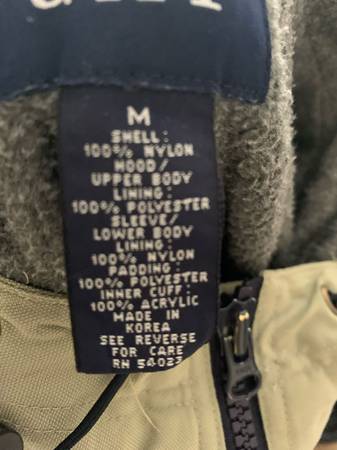 M
SHELL:
100% NYLON
HOOD/
UPPER BODY
LINING:
100% POLYESTER
SLEEVE/
LOWER BODY
LINING:
100% NYLON
PADDING:
100% POLYESTER
INNER CUFF:
100% ACRYLIC
MADE IN
KOREA
SEE REVERSE
FOR CARE
RN 54023